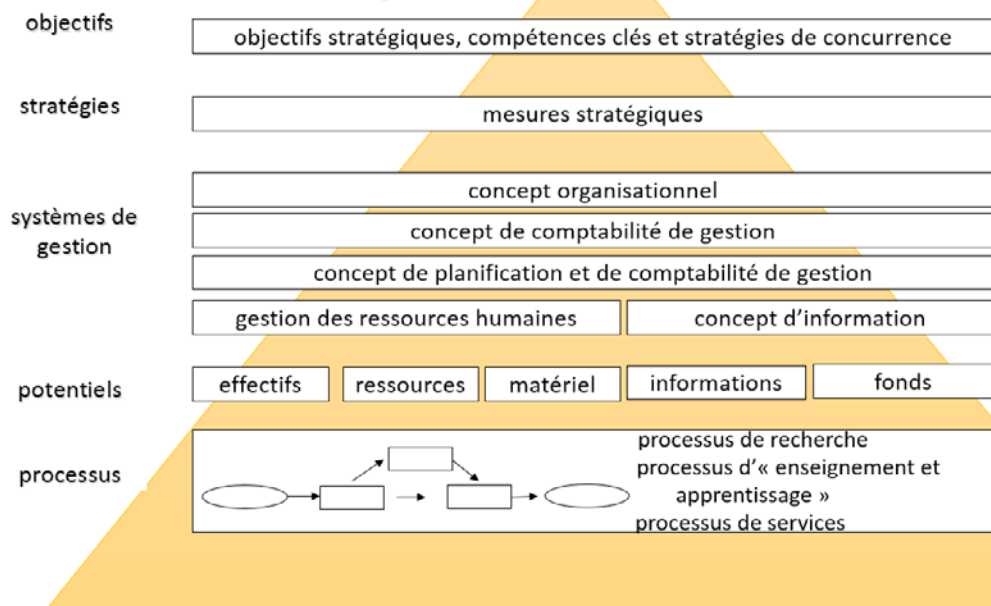 objectifs
objectifs stratégiques, compétences clés et stratégies de concurrence
stratégies
mesures stratégiques
systèmes de
gestion
concept organisationnel
concept de comptabilité de gestion
concept de planification et de comptabilité de gestion
gestion des ressources humaines
concept d'information
potentiels
effectifs
ressources
matériel
informations
fonds
processus
processus de recherche
processus d'« enseignement et
apprentissage »
processus de services